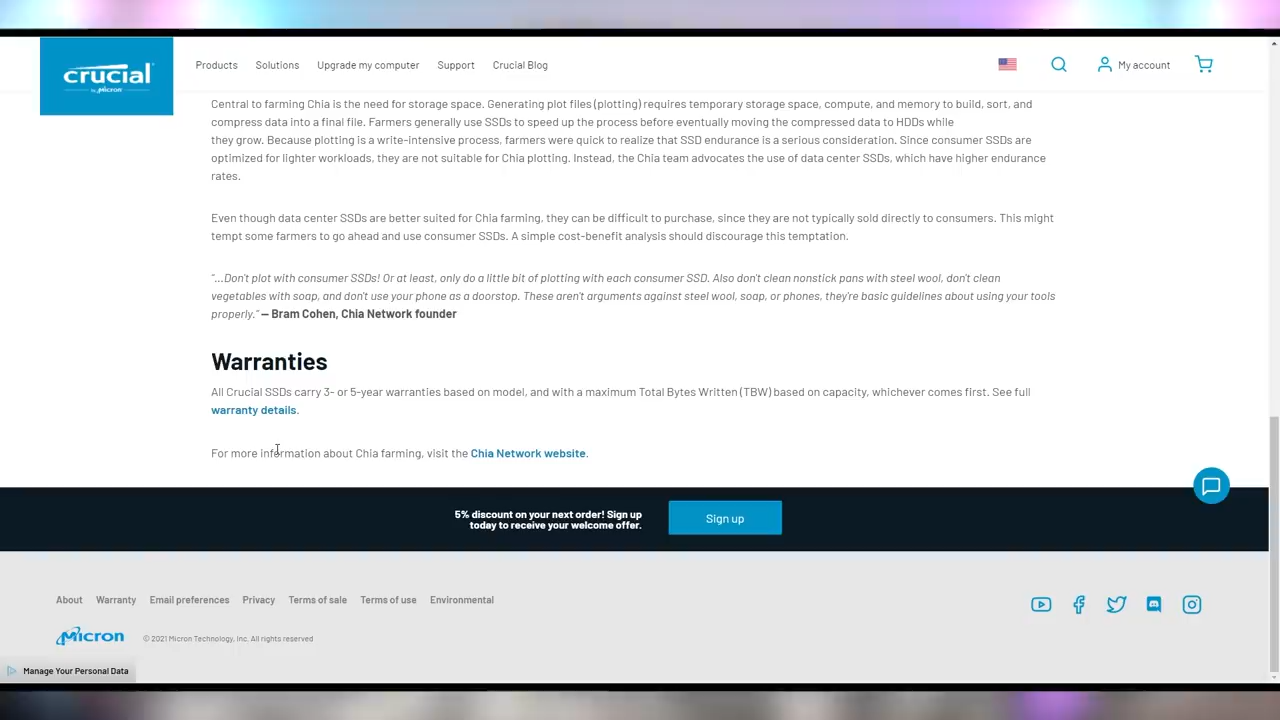 crucial
by Micron
Products
Solutions
Upgrade my computer
Support
Crucial Blog
My account
Central to farming Chia is the need for storage space. Generating plot files (plotting) requires temporary storage space, compute, and memory to build, sort, and
compress data into a final file. Farmers generally use SSDs to speed up the process before eventually moving the compressed data to HDDs while
they grow. Because plotting is a write-intensive process, farmers were quick to realize that SSD endurance is a serious consideration. Since consumer SSDs are
optimized for lighter workloads, they are not suitable for Chia plotting. Instead, the Chia team advocates the use of data center SSDs, which have higher endurance
rates.
Even though data center SSDs are better suited for Chia farming, they can be difficult to purchase, since they are not typically sold directly to consumers. This might
tempt some farmers to go ahead and use consumer SSDs. A simple cost-benefit analysis should discourage this temptation.
"...Don't plot with consumer SSDs! Or at least, only do a little bit of plotting with each consumer SSD. Also don't clean nonstick pans with steel wool, don't clean
vegetables with soap, and don't use your phone as a doorstop. These aren't arguments against steel wool, soap, or phones, they're basic guidelines about using your tools
properly." — Bram Cohen, Chia Network founder
Warranties
All Crucial SSDs carry 3- or 5-year warranties based on model, and with a maximum Total Bytes Written (TBW) based on capacity, whichever comes first. See full
warranty details.
For more information about Chia farming, visit the Chia Network website.
5% discount on your next order! Sign up
today to receive your welcome offer.
Sign up
About
Warranty
Email preferences
Privacy
Terms of sale
Terms of use
Environmental
Micron
© 2021 Micron Technology, Inc. All rights reserved
Manage Your Personal Data